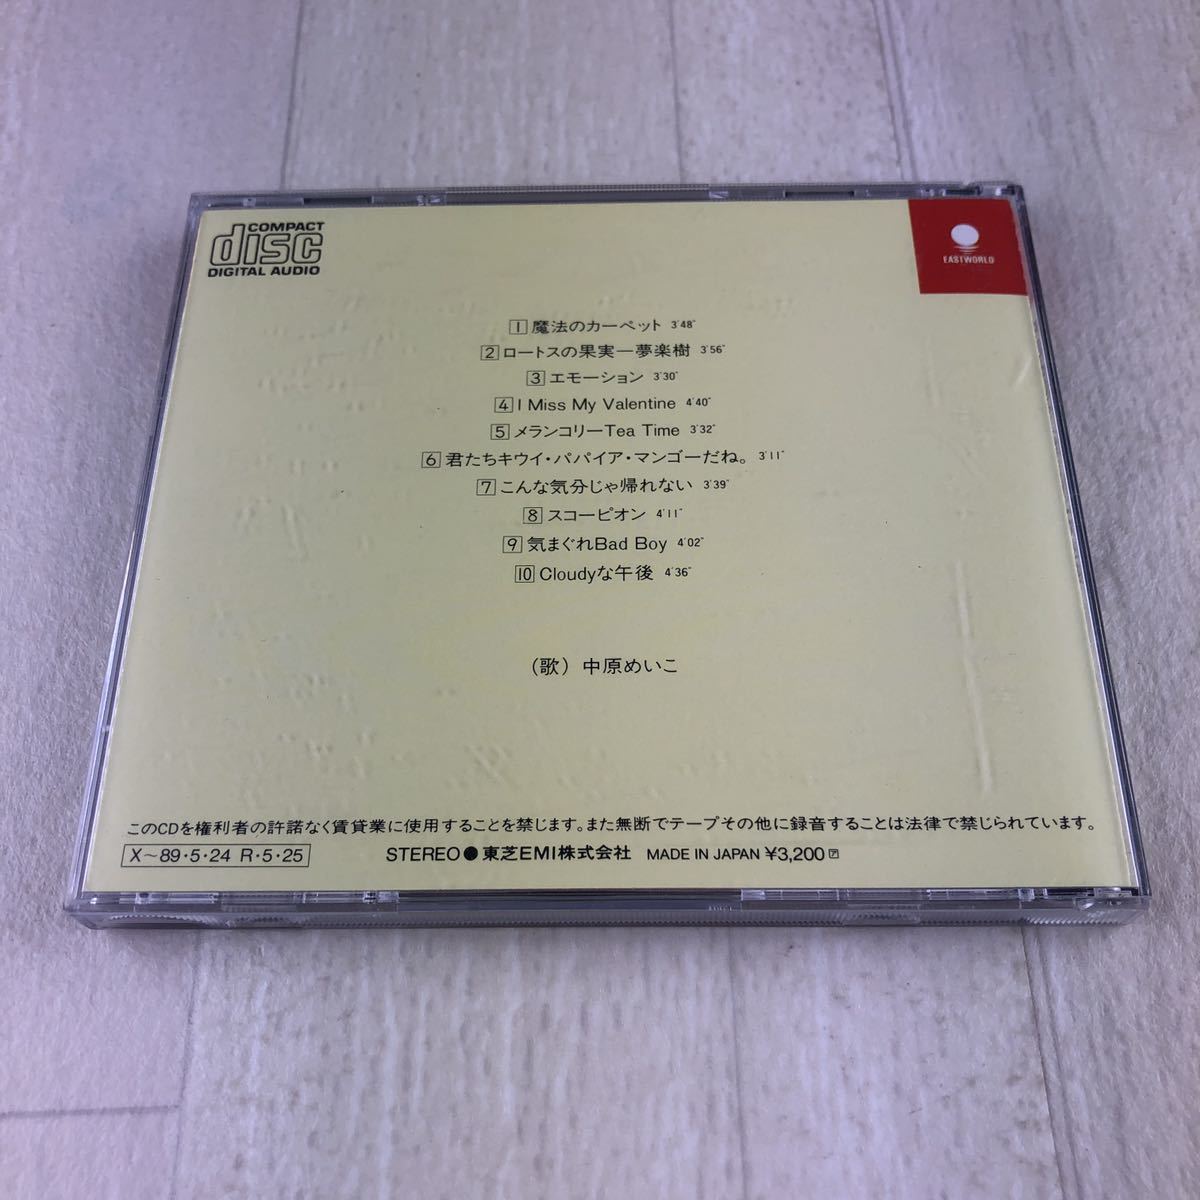 COMPACT
disc
DIGITAL AUDIO
EASTWORLD
1 魔法のカーペット 3'48"
2 ロートスの果実—夢楽樹 3'56"
3 エモーション 3'30"
4 I Miss My Valentine 4'40"
5 メランコリーTea Time 3'32"
6 君たちキウイ・パパイア・マンゴーだね。 3'11"
7 こんな気分じゃ帰れない 3'39"
8 スコーピオン 4'11"
9 気まぐれBad Boy 4'02"
10 Cloudyな午後 4'36"
(歌) 中原めいこ
このCDを権利者の許諾なく賃貸業に使用することを禁じます。また無断でテープその他に録音することは法律で禁じられています。
X〜89・5・24 R・5・25 STEREO●東芝EMI株式会社 MADE IN JAPAN ¥3,200